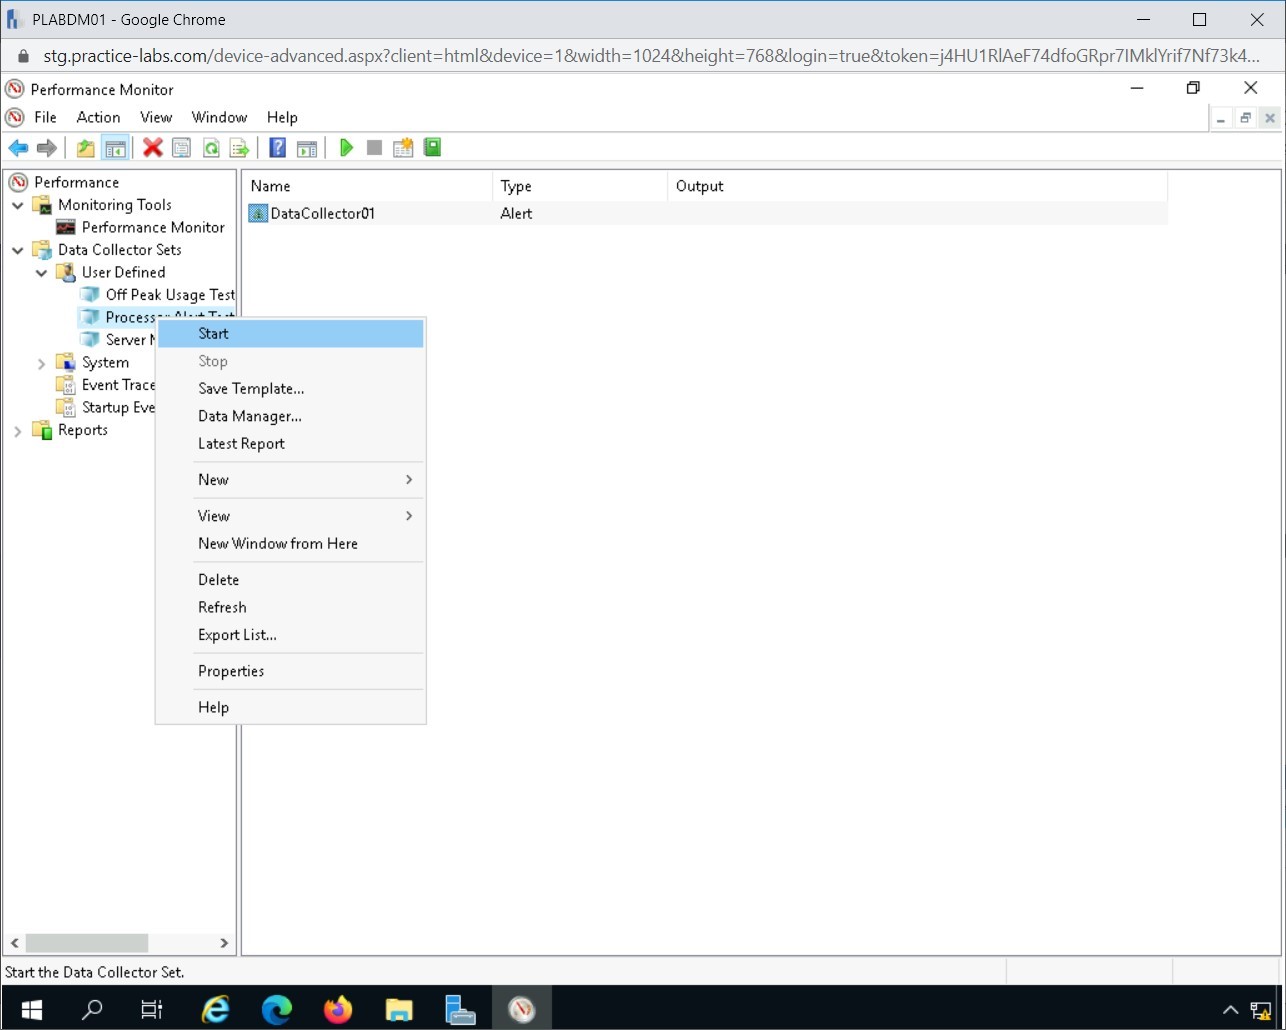 PLABDM01 - Google Chrome
stg.practice-labs.com/device-advanced.aspx?client=html&device=1&width=1024&height=768&login=true&token=j4HU1RlAeF74dfoGRpr7IMklYrif7Nf73k4...
Performance Monitor
File Action View Window Help
Performance
Monitoring Tools
Performance Monitor
Data Collector Sets
User Defined
Off Peak Usage Test
Processor Alert Test
Server
System
Event Trace
Startup Eve
Reports
Name Type Output
DataCollector01 Alert
Start
Stop
Save Template...
Data Manager...
Latest Report
New
View
New Window from Here
Delete
Refresh
Export List...
Properties
Help
Start the Data Collector Set.